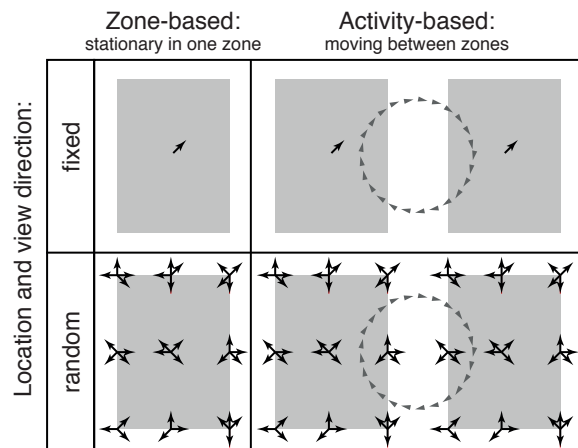 Zone-based:
stationary in one zone
Activity-based:
moving between zones
Location and view direction:
fixed
random